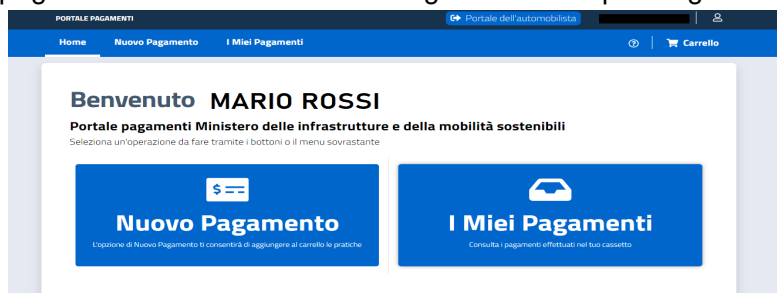 PORTALE PAGAMENTI
Portale dell'automobilista
Home Nuovo Pagamento I Miei Pagamenti
Carrello
Benvenuto MARIO ROSSI
Portale pagamenti Ministero delle infrastrutture e della mobilità sostenibili
Seleziona un'operazione da fare tramite i bottoni o il menu sovrastante
Nuovo Pagamento
L'opzione di Nuovo Pagamento ti consentirà di aggiungere al carrello le pratiche
I Miei Pagamenti
Consulta i pagamenti effettuati nel tuo cassetto